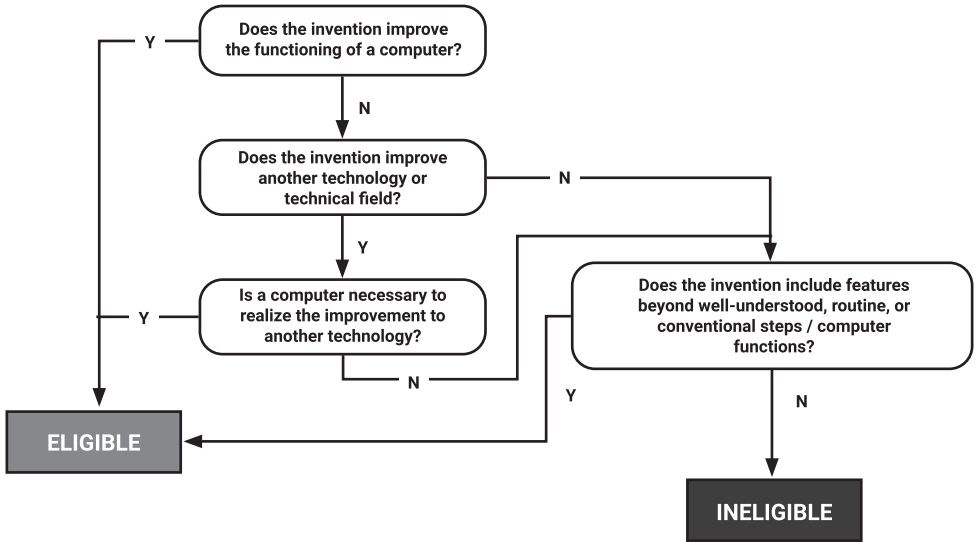 Does the invention improve
the functioning of a computer?
Y
N
Does the invention improve
another technology or
technical field?
N
Y
Is a computer necessary to
realize the improvement to
another technology?
Y
N
Does the invention include features
beyond well-understood, routine, or
conventional steps / computer
functions?
Y
N
ELIGIBLE
INELIGIBLE